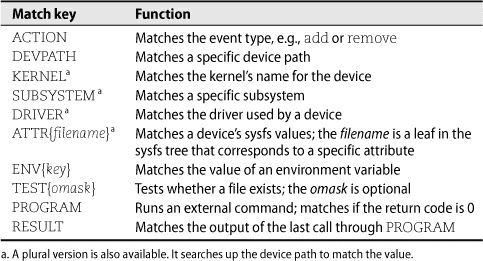 Match key Function
ACTION Matches the event type, e.g., add or remove
DEVPATH Matches a specific device path
KERNELa Matches the kernel's name for the device
SUBSYSTEM a Matches a specific subsystem
DRIVERa Matches the driver used by a device
ATTR{filename}a Matches a device's sysfs values; the filename is a leaf in the
sysfs tree that corresponds to a specific attribute
ENV{key} Matches the value of an environment variable
TEST{omask} Tests whether a file exists; the omask is optional
PROGRAM Runs an external command; matches if the return code is 0
RESULT Matches the output of the last call through PROGRAM
a. A plural version is also available. It searches up the device path to match the value.